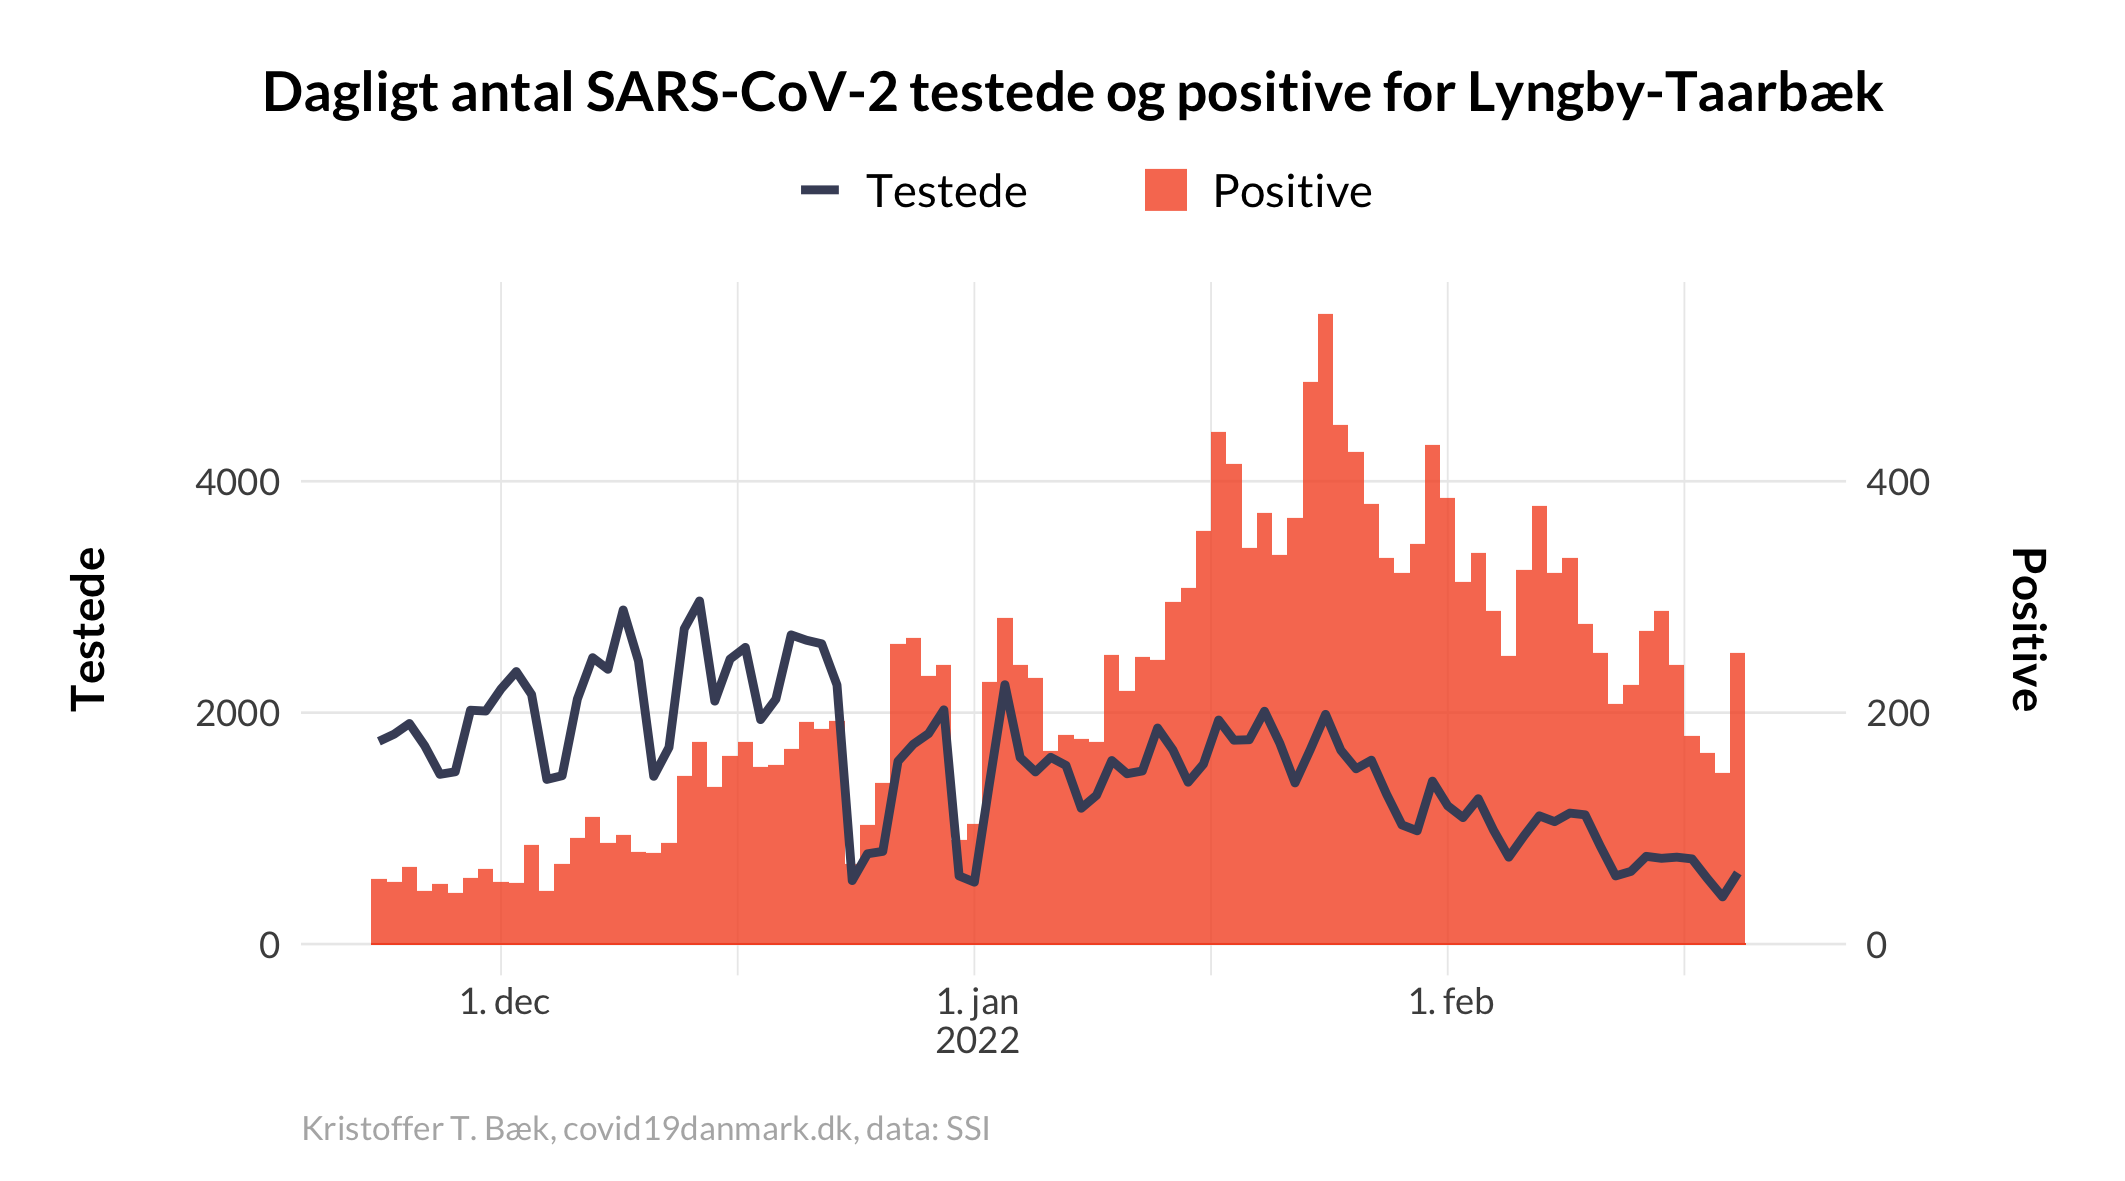 Dagligt antal SARS-CoV-2 testede og positive for Lyngby-Taarbæk
Testede
Positive
4000
2000
0
Testede
400
200
0
Positive
1. dec
1. jan
2022
1. feb
Kristoffer T. Bæk, covid19danmark.dk, data: SSI